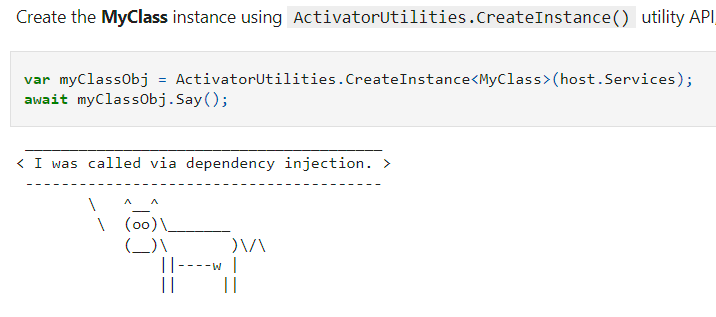 Create the MyClass instance using ActivatorUtilities.CreateInstance() utility API,
var myClassObj = ActivatorUtilities.CreateInstance<MyClass>(host.Services);
await myClassObj.Say();
 ________________________________________
< I was called via dependency injection. >
 ----------------------------------------
        \   ^__^
         \  (oo)\_______
            (__)\       )\/\
                ||----w |
                ||     ||